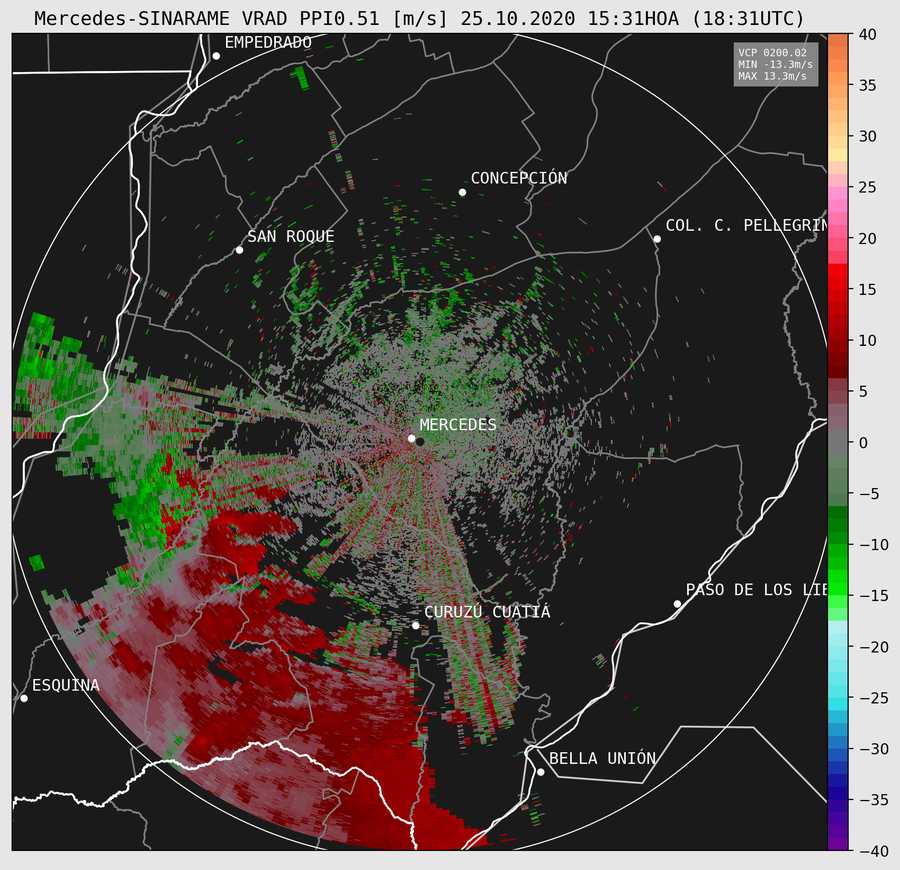 Mercedes-SINARAME VRAD PPI0.51 [m/s] 25.10.2020 15:31HOA (18:31UTC)
EMPEDRADO
VCP 0200.02
MIN -13.3m/s
MAX 13.3m/s
CONCEPCIÓN
SAN ROQUE
COL. C. PELLEGRIN
MERCEDES
CURUZÚ CUATIÁ
PASO DE LOS LIB
ESQUINA
BELLA UNIÓN
40
35
30
25
20
15
10
5
0
−5
−10
−15
−20
−25
−30
−35
−40